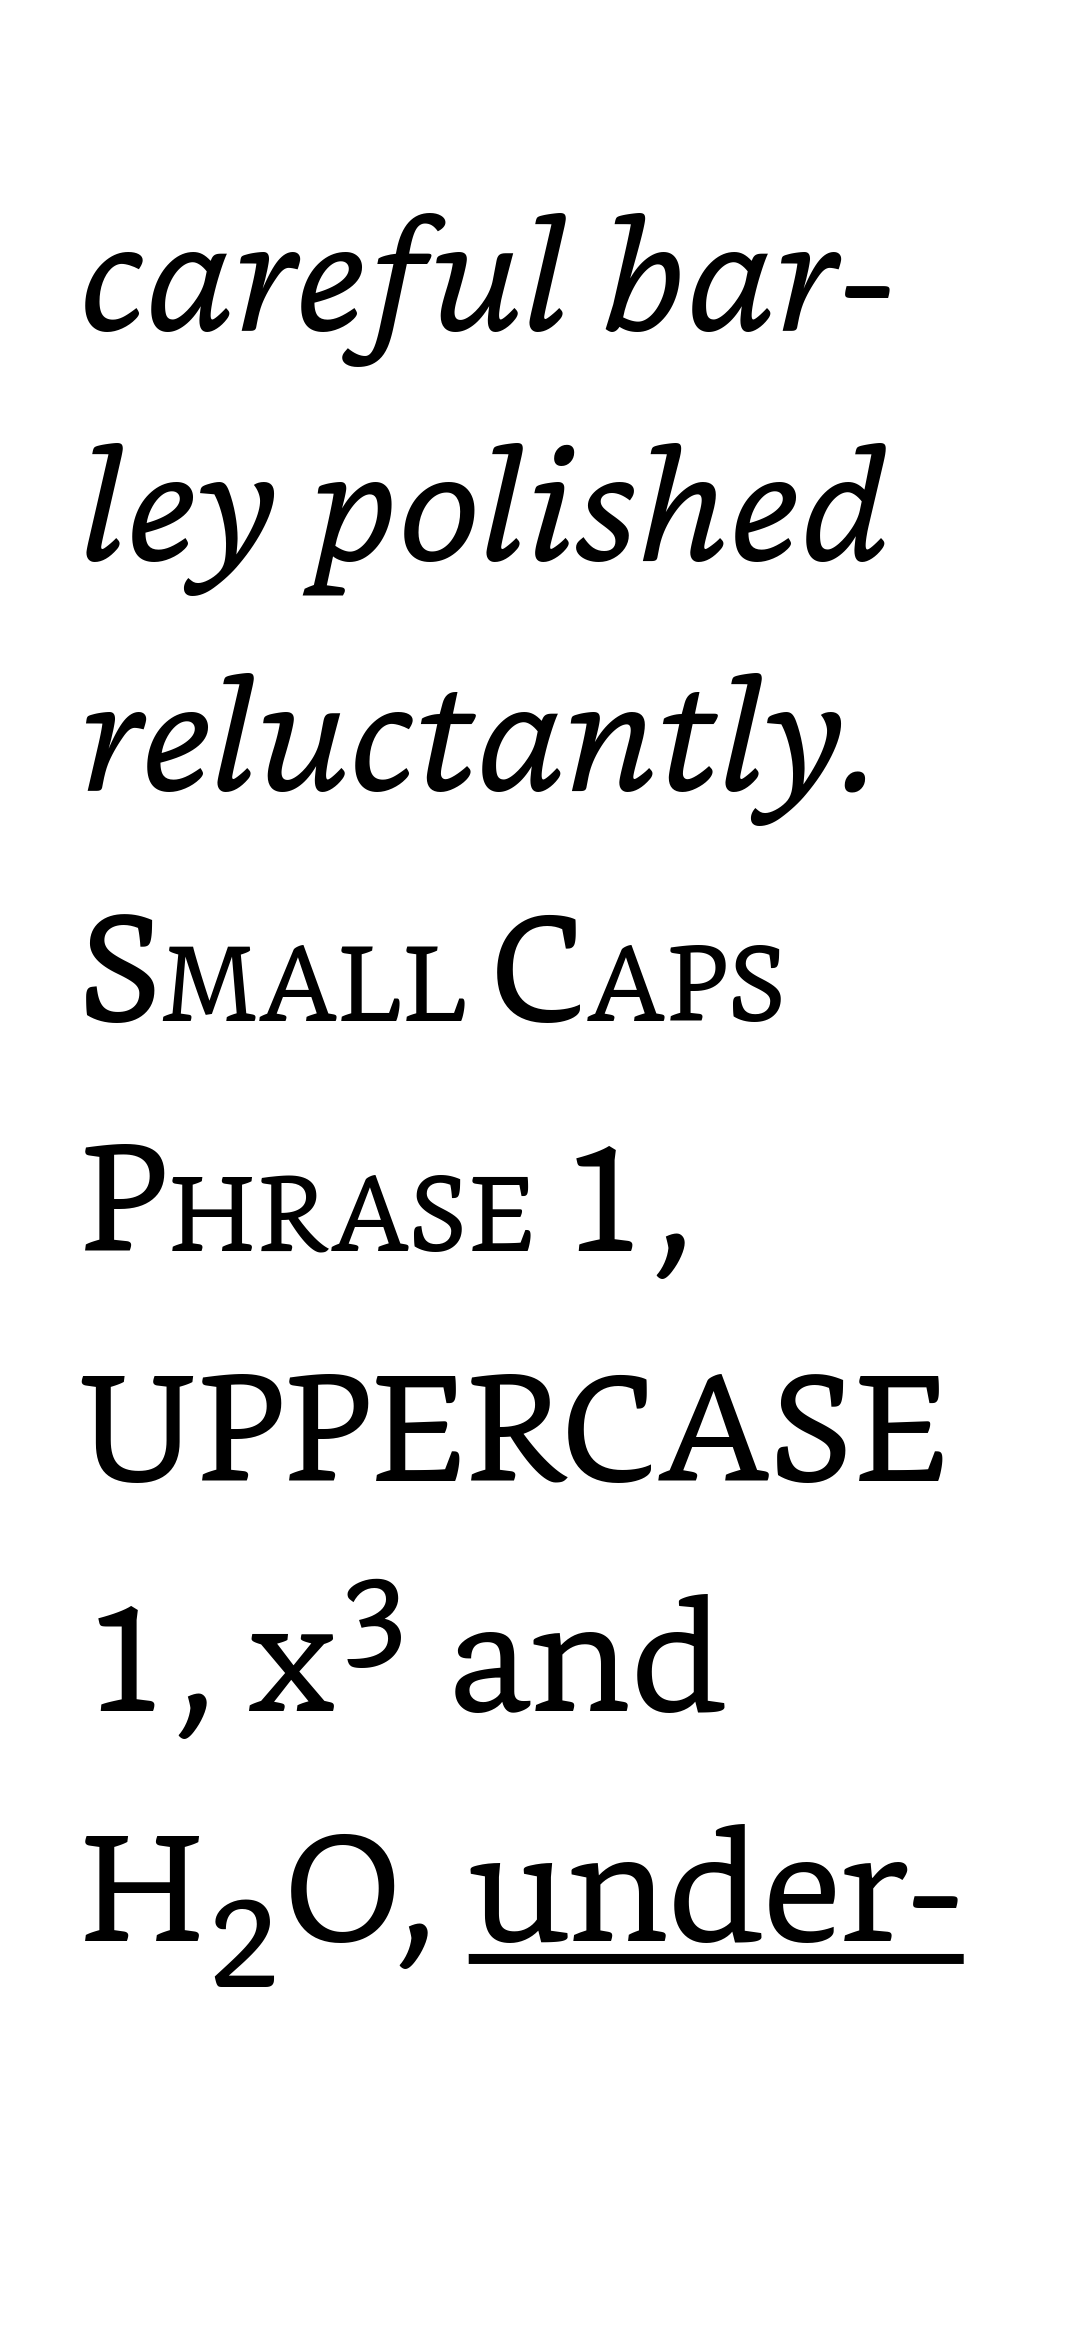 careful bar-
ley polished
reluctantly.
Small Caps
Phrase 1,
UPPERCASE
1, x³ and
H₂O, under-